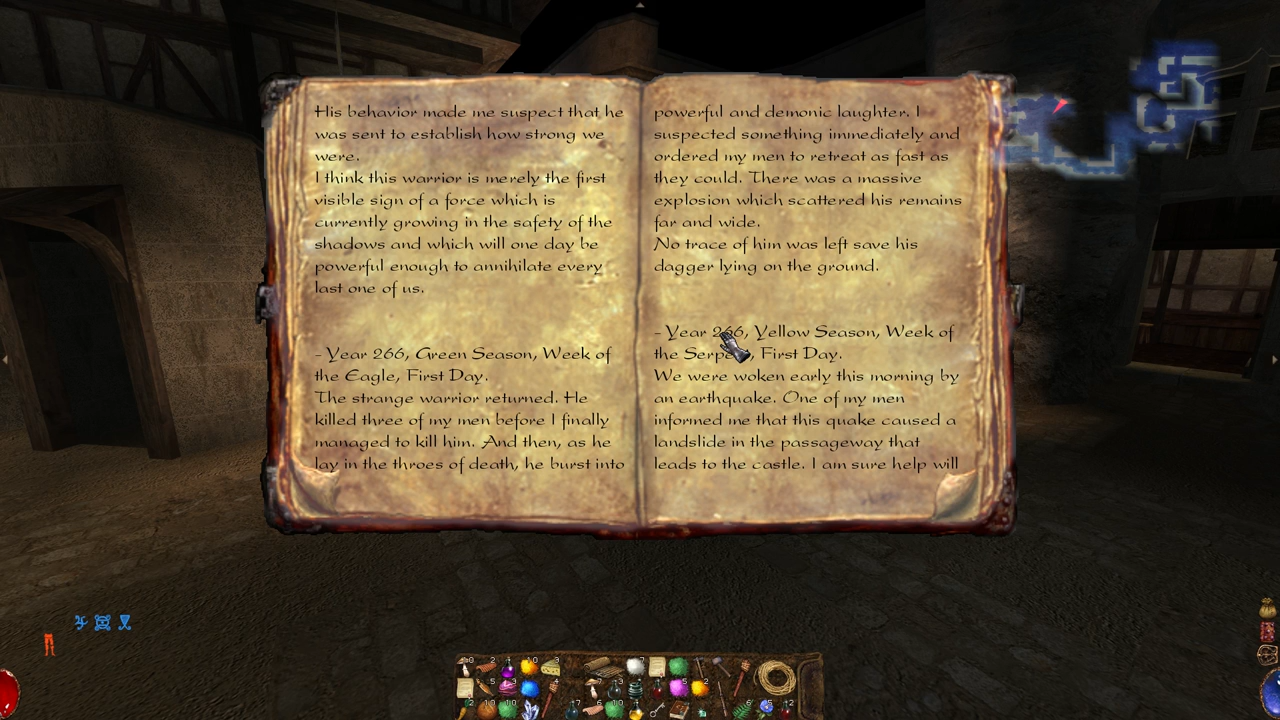 His behavior made me suspect that he
was sent to establish how strong we
were.
I think this warrior is merely the first
visible sign of a force which is
currently growing in the safety of the
shadows and which will one day be
powerful enough to annihilate every
last one of us.
- Year 266, Green Season, Week of
the Eagle, First Day.
The strange warrior returned. He
killed three of my men before I finally
managed to kill him. And then, as he
lay in the throes of death, he burst into
powerful and demonic laughter. I
suspected something immediately and
ordered my men to retreat as fast as
they could. There was a massive
explosion which scattered his remains
far and wide.
No trace of him was left save his
dagger lying on the ground.
- Year 266, Yellow Season, Week of
the Serpent, First Day.
We were woken early this morning by
an earthquake. One of my men
informed me that this quake caused a
landslide in the passageway that
leads to the castle. I am sure help will